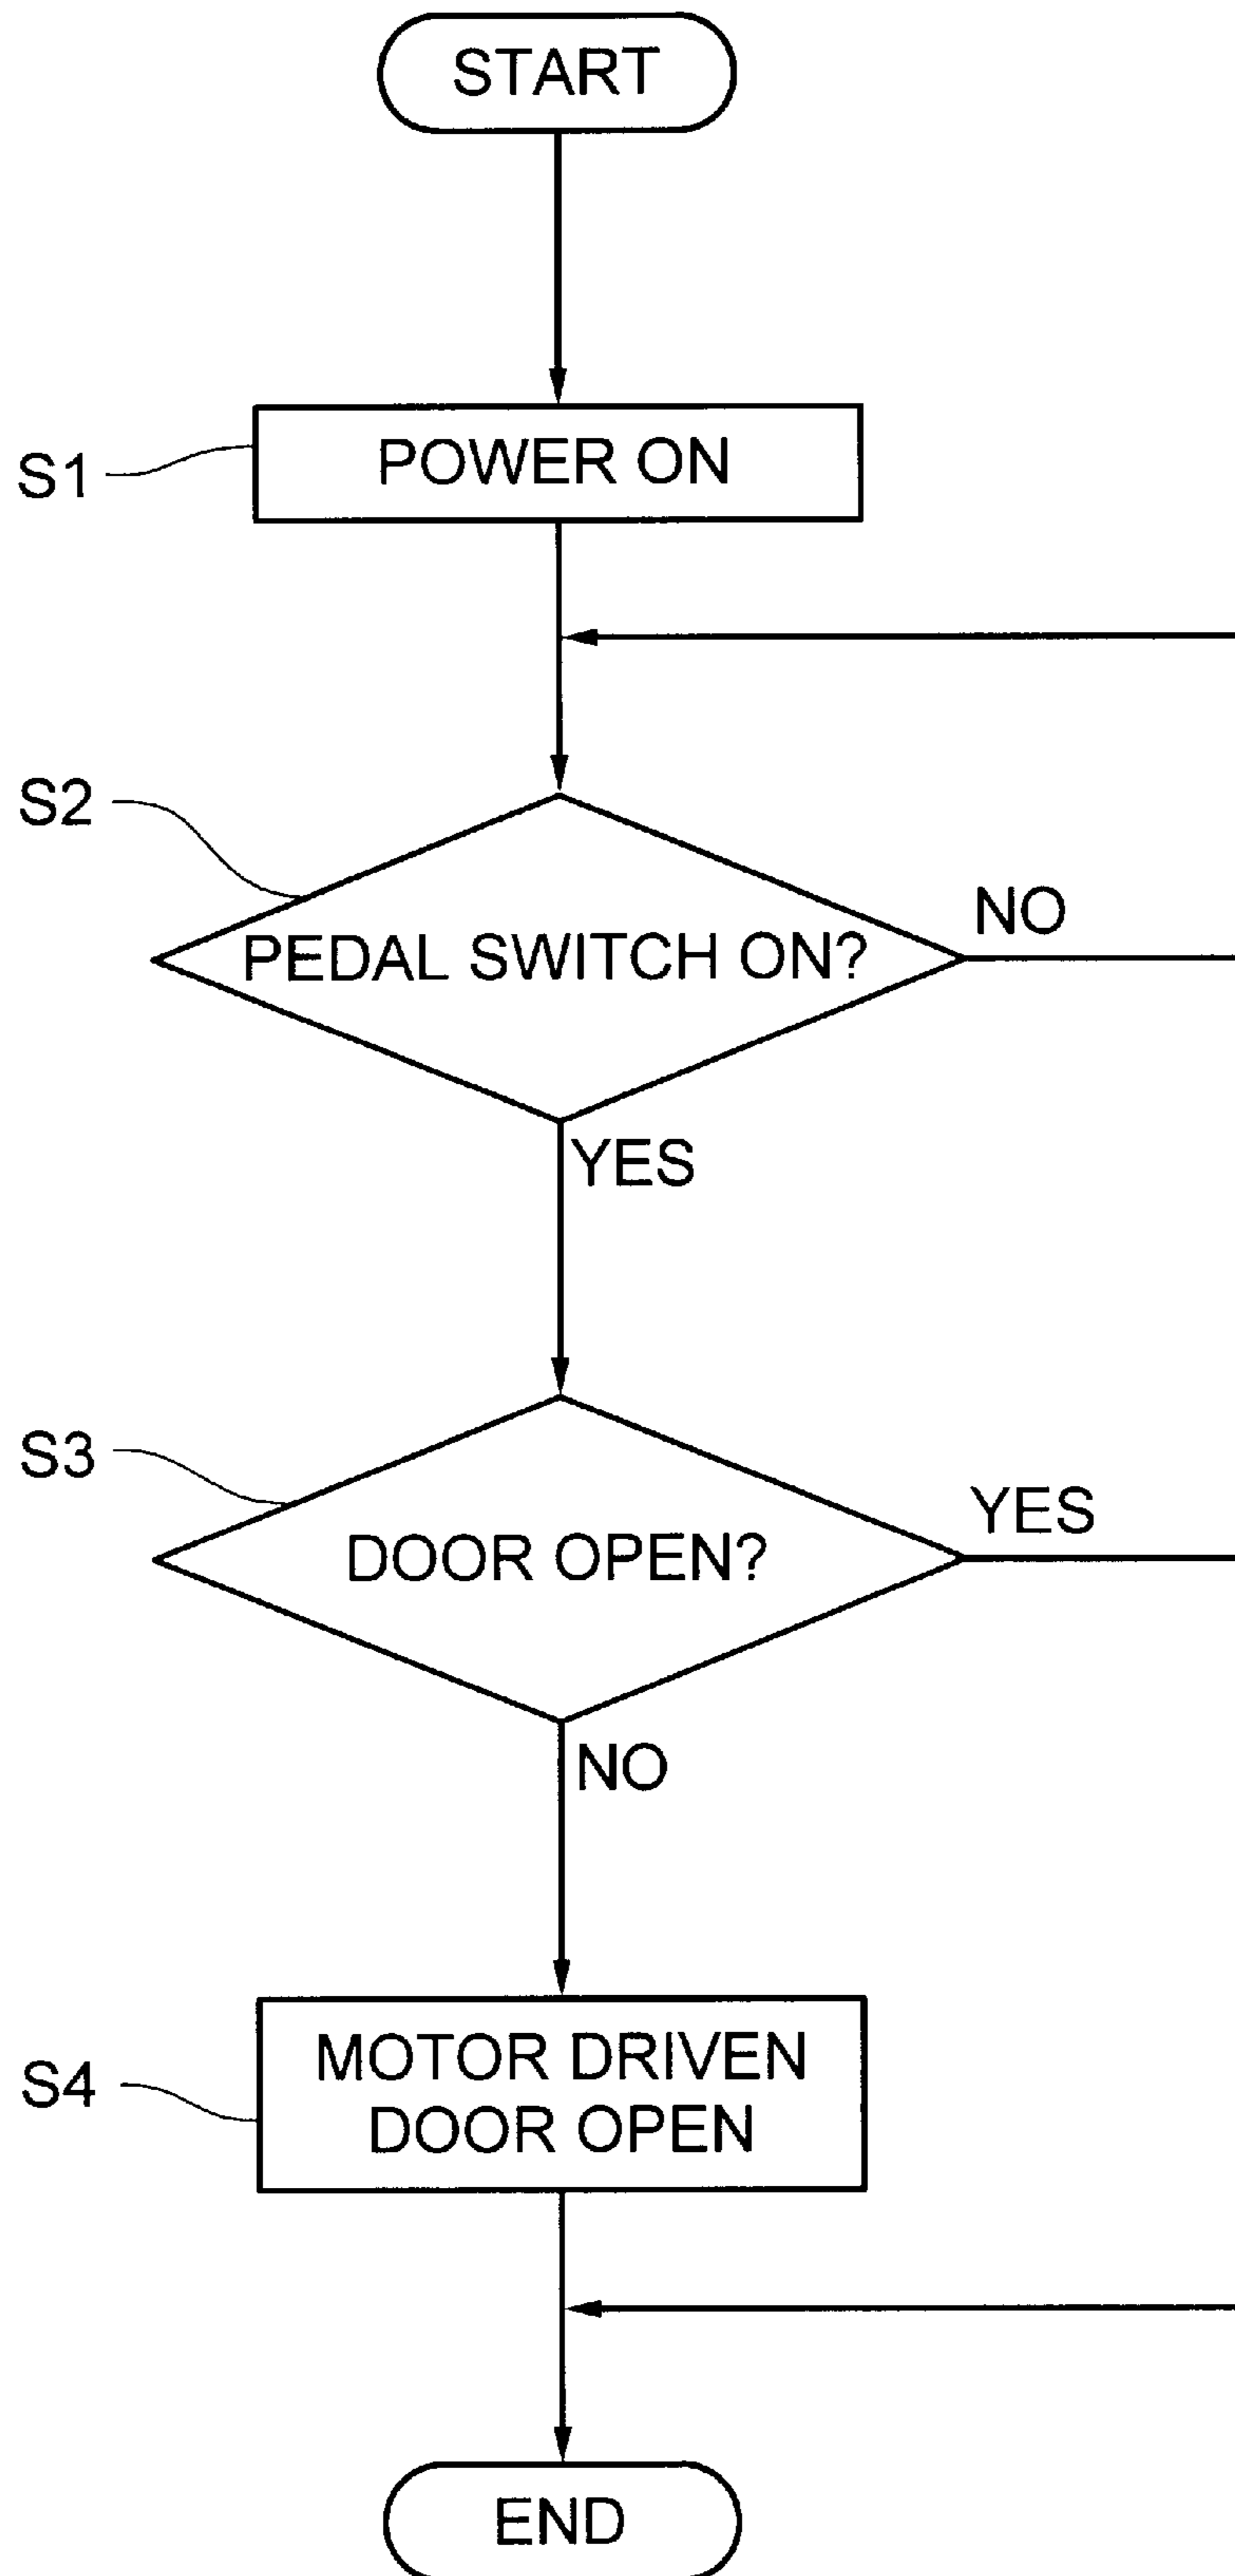 START
S1
POWER ON
S2
PEDAL SWITCH ON?
NO
YES
S3
DOOR OPEN?
YES
NO
S4
MOTOR DRIVEN
DOOR OPEN
END